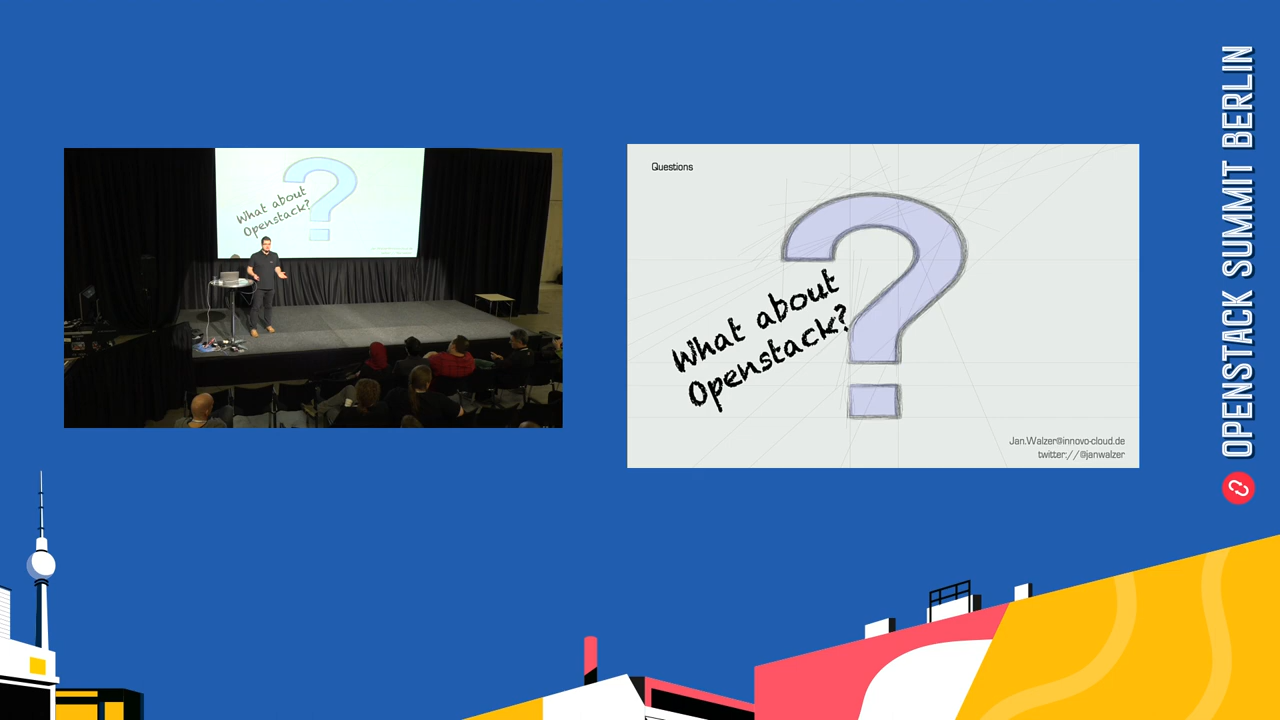 What about
Openstack?
Questions
What about
Openstack?
Jan.Walzer@innovo-cloud.de
twitter://@janwalzer
OPENSTACK SUMMIT BERLIN